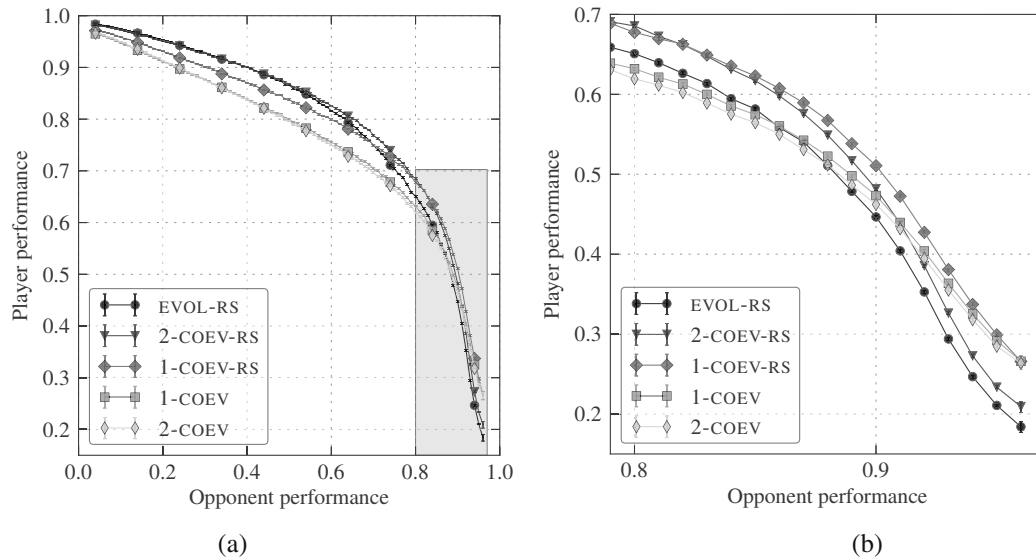 1.0
0.9
0.8
0.7
0.6
0.5
0.4
0.3
0.2
0.0
0.2
0.4
0.6
0.8
1.0
Player performance
Opponent performance
EVOL-RS
2-COEV-RS
1-COEV-RS
1-COEV
2-COEV
(a)
0.7
0.6
0.5
0.4
0.3
0.2
0.8
0.9
Player performance
Opponent performance
EVOL-RS
2-COEV-RS
1-COEV-RS
1-COEV
2-COEV
(b)